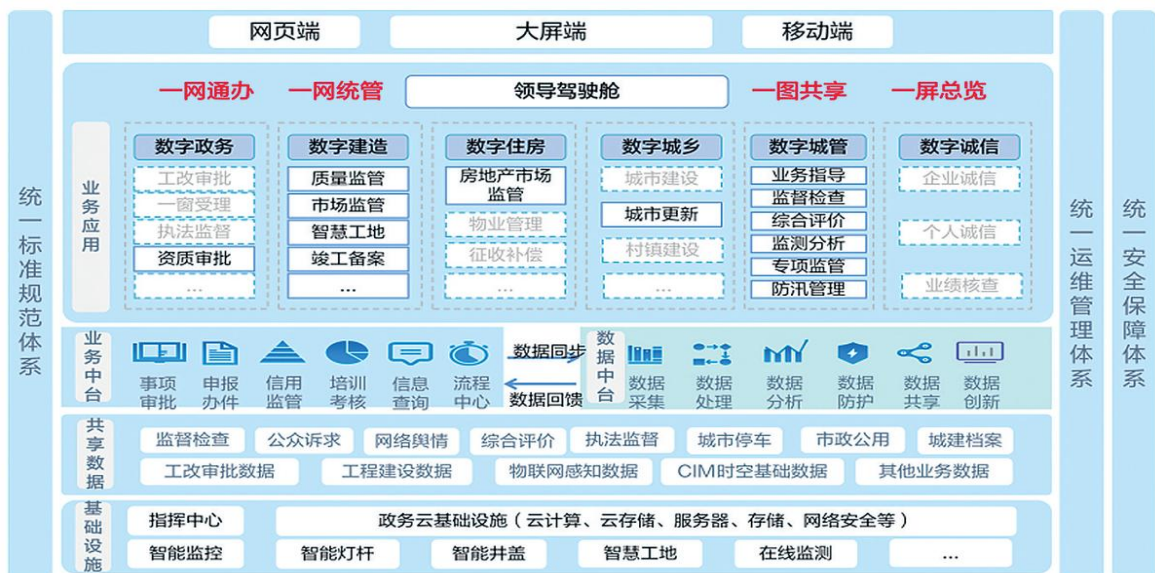 网页端
大屏端
移动端
统一标准规范体系
业务应用
一网通办
一网统管
领导驾驶舱
一图共享
一屏总览
数字政务
工改审批
一窗受理
执法监督
资质审批
...
数字建造
质量监管
市场监管
智慧工地
竣工备案
...
数字住房
房地产市场
监管
物业管理
征收补偿
...
数字城乡
城市建设
城市更新
村镇建设
...
数字城管
业务指导
监督检查
综合评价
监测分析
专项监管
防汛管理
数字诚信
企业诚信
个人诚信
业绩核查
业务中台
事项
审批
申报
办件
信用
监管
培训
考核
信息
查询
流程
中心
数据同步
数据回馈
数据中台
数据
采集
数据
处理
数据
分析
数据
防护
数据
共享
数据
创新
共享数据
监督检查
公众诉求
网络舆情
综合评价
执法监督
城市停车
市政公用
城建档案
工改审批数据
工程建设数据
物联网感知数据
CIM时空基础数据
其他业务数据
基础设施
指挥中心
政务云基础设施（云计算、云存储、服务器、存储、网络安全等）
智能监控
智能灯杆
智能井盖
智慧工地
在线监测
...
统一运维管理体系
统一安全保障体系